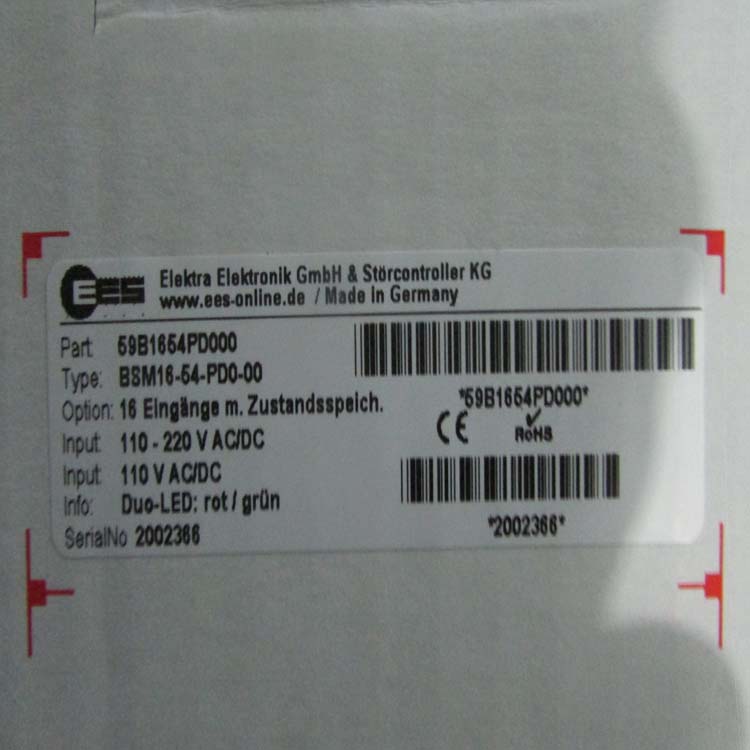 EES
Elektra Elektronik GmbH & Störcontroller KG
www.ees-online.de / Made in Germany
Part: 59B1654PD000
Type: BSM16-54-PD0-00
*59B1654PD000*
Option: 16 Eingänge m. Zustandsspeich.
CE RoHS
Input: 110 - 220 V AC/DC
Input: 110 V AC/DC
Info: Duo-LED: rot / grün
SerialNo 2002366
*2002366*